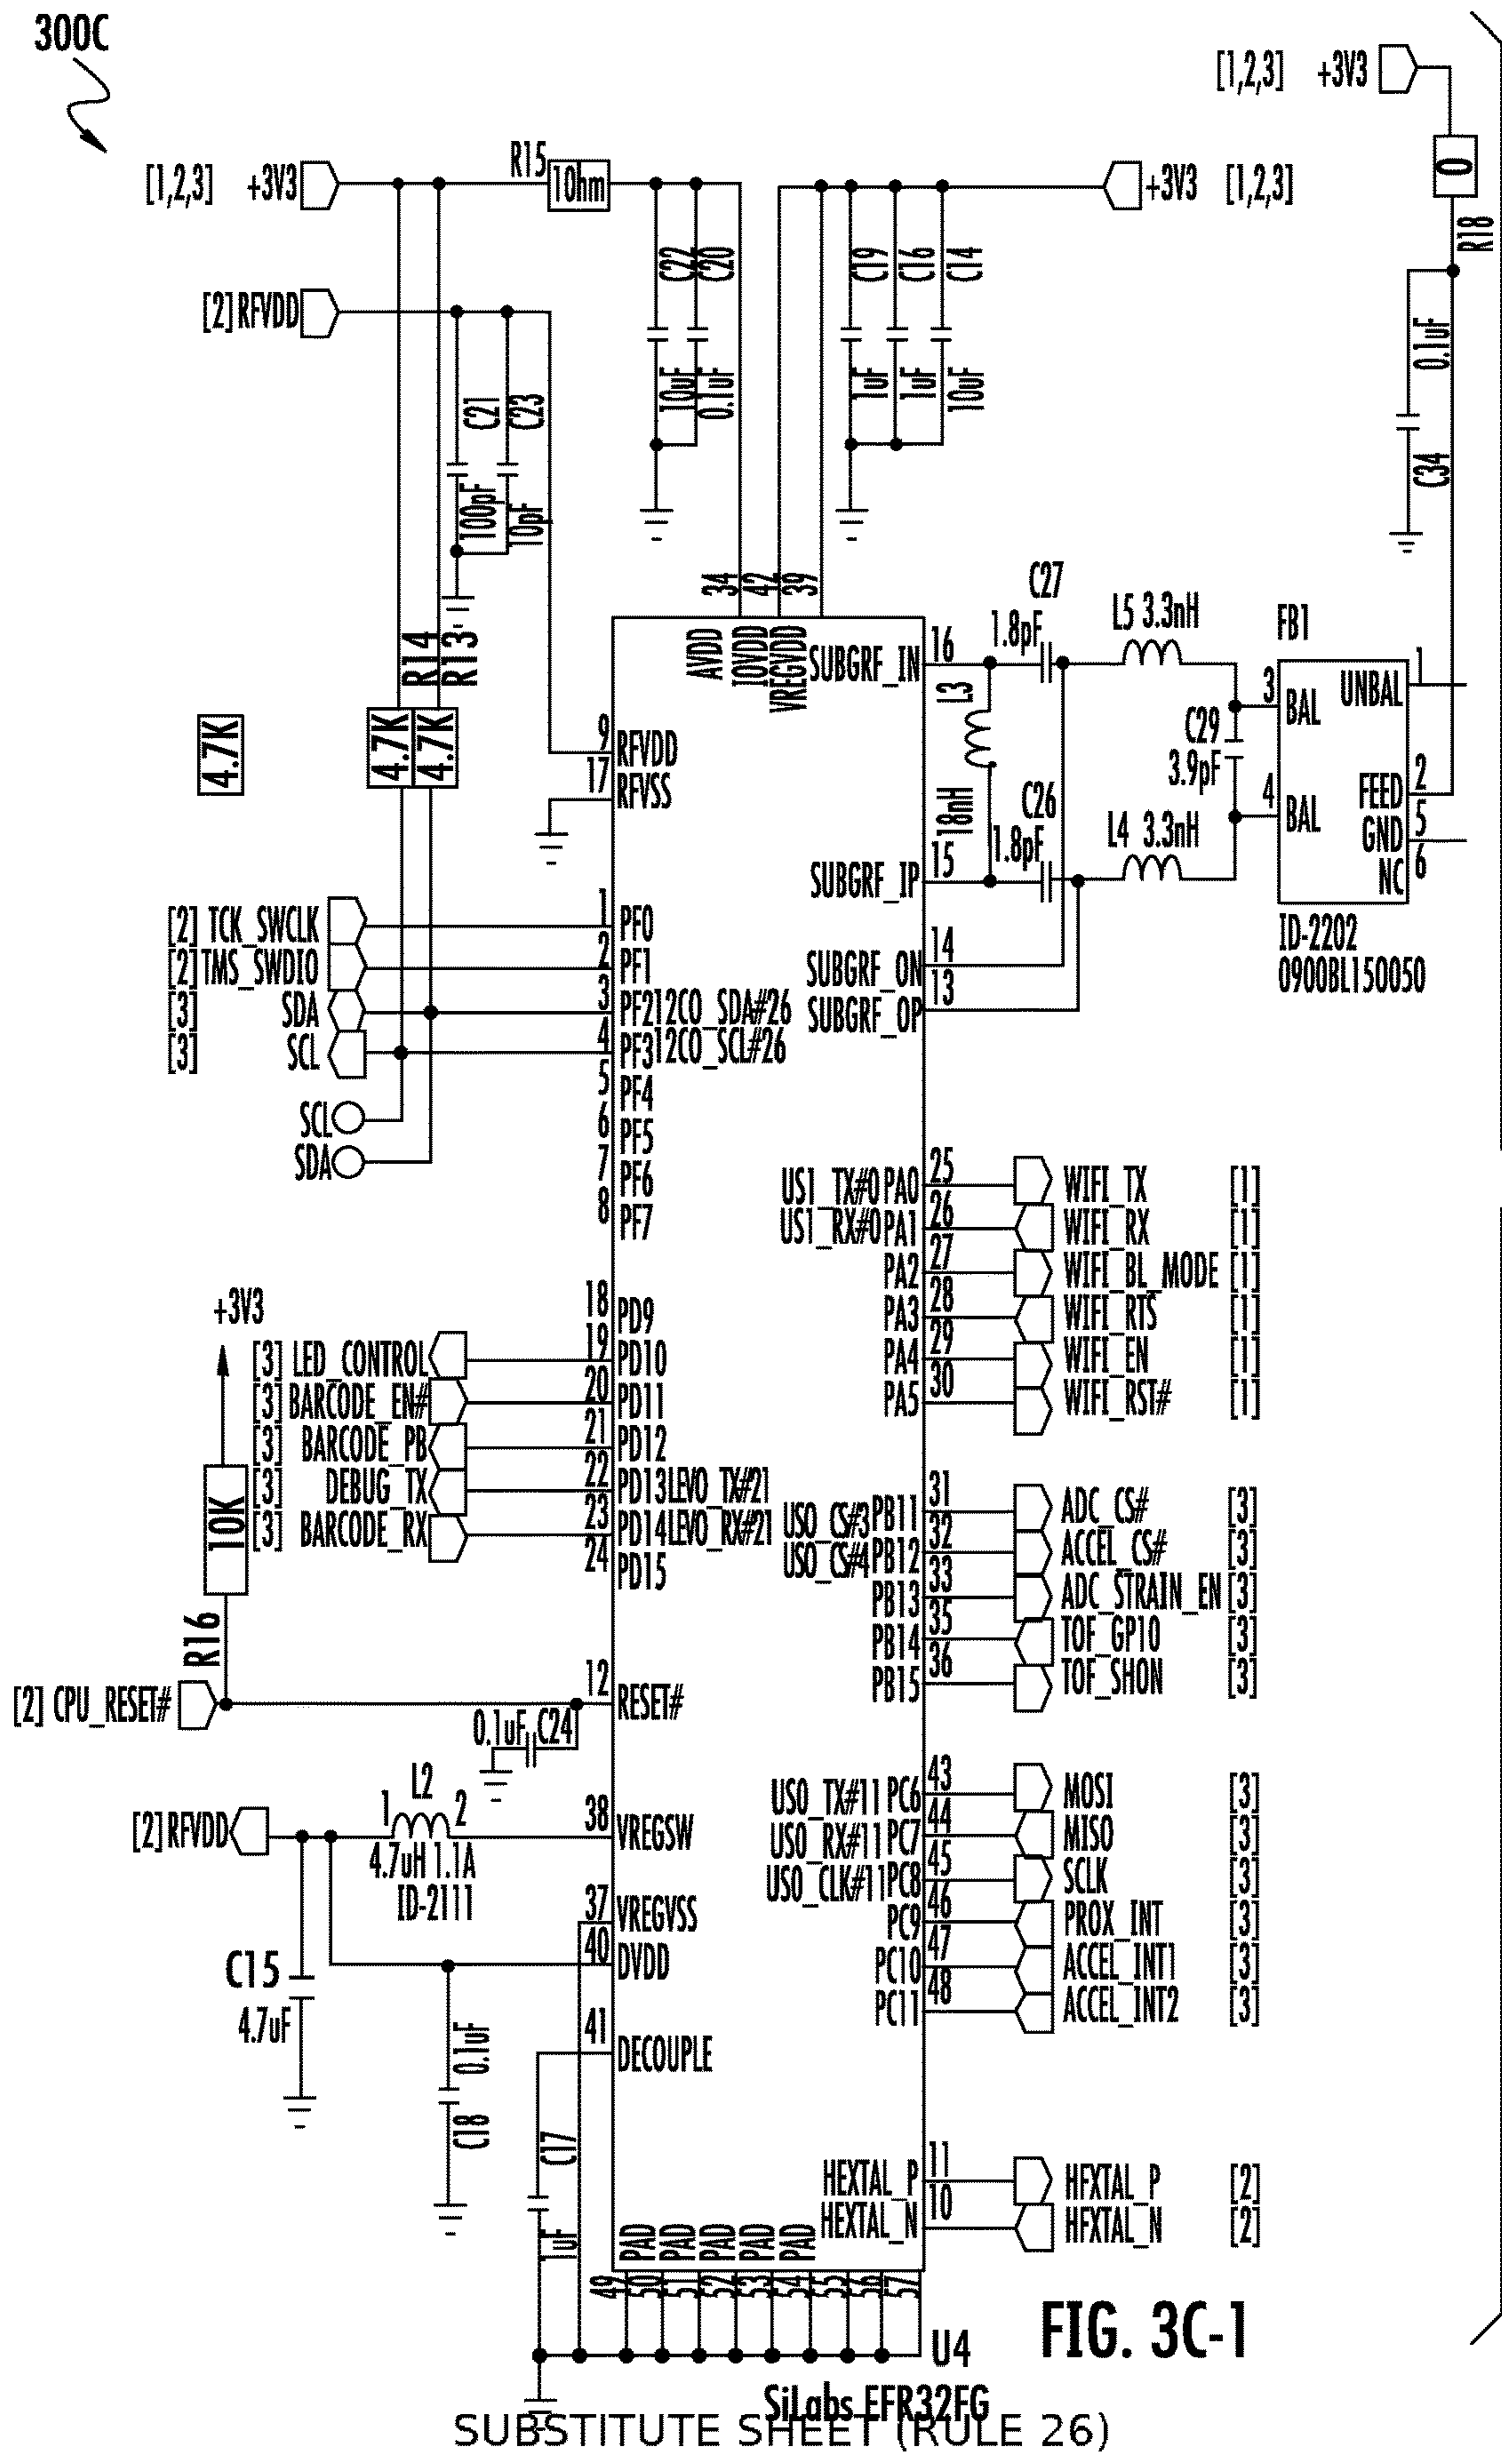 300C
[1,2,3] +3V3
0
R18
0.1uF
C34
[1,2,3] +3V3
R15
10hm
+3V3 [1,2,3]
C22
C20
10uF
0.1uF
C19
C16
C14
1uF
1uF
10uF
[2] RFVDD
C21
C23
100pF
10pF
R14
R13
4.7K
4.7K
4.7K
34
42
39
AVDD
IOVDD
VREGVDD
9 RFVDD
17 RFVSS
1 PF0
2 PF1
3 PF2 12CO_SDA#26
4 PF3 12CO_SCL#26
5 PF4
6 PF5
7 PF6
8 PF7
[2] TCK_SWCLK
[2] TMS_SWDIO
[3] SDA
[3] SCL
SCL
SDA
SUBGRF_IN 16
SUBGRF_IP 15
SUBGRF_ON 14
SUBGRF_OP 13
C27
1.8pF
L3
18nH
C26
1.8pF
L5 3.3nH
L4 3.3nH
C29
3.9pF
FB1
3 BAL
4 BAL
UNBAL 1
FEED 2
GND 5
NC 6
ID-2202
0900BL150050
US1_TX#0 PA0 25 WIFI_TX [1]
US1_RX#0 PA1 26 WIFI_RX [1]
PA2 27 WIFI_BL_MODE [1]
PA3 28 WIFI_RTS [1]
PA4 29 WIFI_EN [1]
PA5 30 WIFI_RST# [1]
+3V3
10K
R16
18 PD9
[3] LED_CONTROL 19 PD10
[3] BARCODE_EN# 20 PD11
[3] BARCODE_PB 21 PD12
[3] DEBUG_TX 22 PD13 LEVO_TX#21
[3] BARCODE_RX 23 PD14 LEVO_RX#21
24 PD15
USO_CS#3 PB11 31 ADC_CS# [3]
USO_CS#4 PB12 32 ACCEL_CS# [3]
PB13 33 ADC_STRAIN_EN [3]
PB14 35 TOF_GP10 [3]
PB15 36 TOF_SHON [3]
[2] CPU_RESET# 12 RESET#
0.1uF C24
[2] RFVDD
L2
1 2
4.7uH 1.1A
ID-2111
38 VREGSW
37 VREGVSS
40 DVDD
41 DECOUPLE
C15
4.7uF
0.1uF
C18
C17
1uF
USO_TX#11 PC6 43 MOSI [3]
USO_RX#11 PC7 44 MISO [3]
USO_CLK#11 PC8 45 SCLK [3]
PC9 46 PROX_INT [3]
PC10 47 ACCEL_INT1 [3]
PC11 48 ACCEL_INT2 [3]
HEXTAL_P 11 HFXTAL_P [2]
HEXTAL_N 10 HFXTAL_N [2]
PAD PAD PAD PAD PAD
49 50 51 52 53 54 55 56 57
U4
SiLabs EFR32FG
FIG. 3C-1
SUBSTITUTE SHEET (RULE 26)